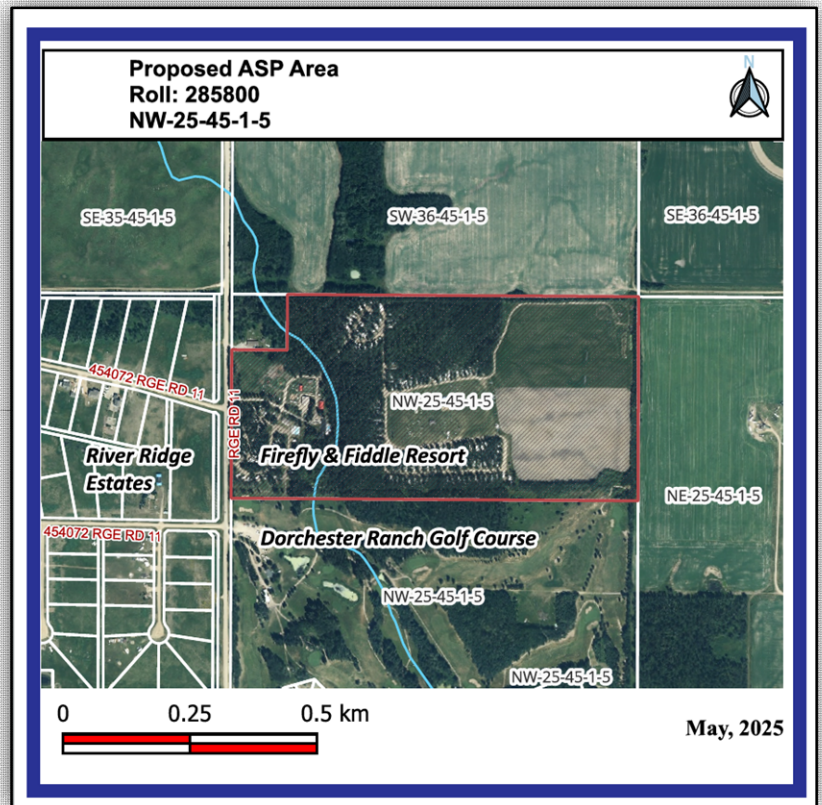 Proposed ASP Area
Roll: 285800
NW-25-45-1-5
N
SE-35-45-1-5
SW-36-45-1-5
SE-36-45-1-5
454072 RGE RD 11
RGE RD 11
NW-25-45-1-5
River Ridge
Estates
Firefly & Fiddle Resort
NE-25-45-1-5
454072 RGE RD 11
Dorchester Ranch Golf Course
NW-25-45-1-5
NW-25-45-1-5
0 0.25 0.5 km
May, 2025